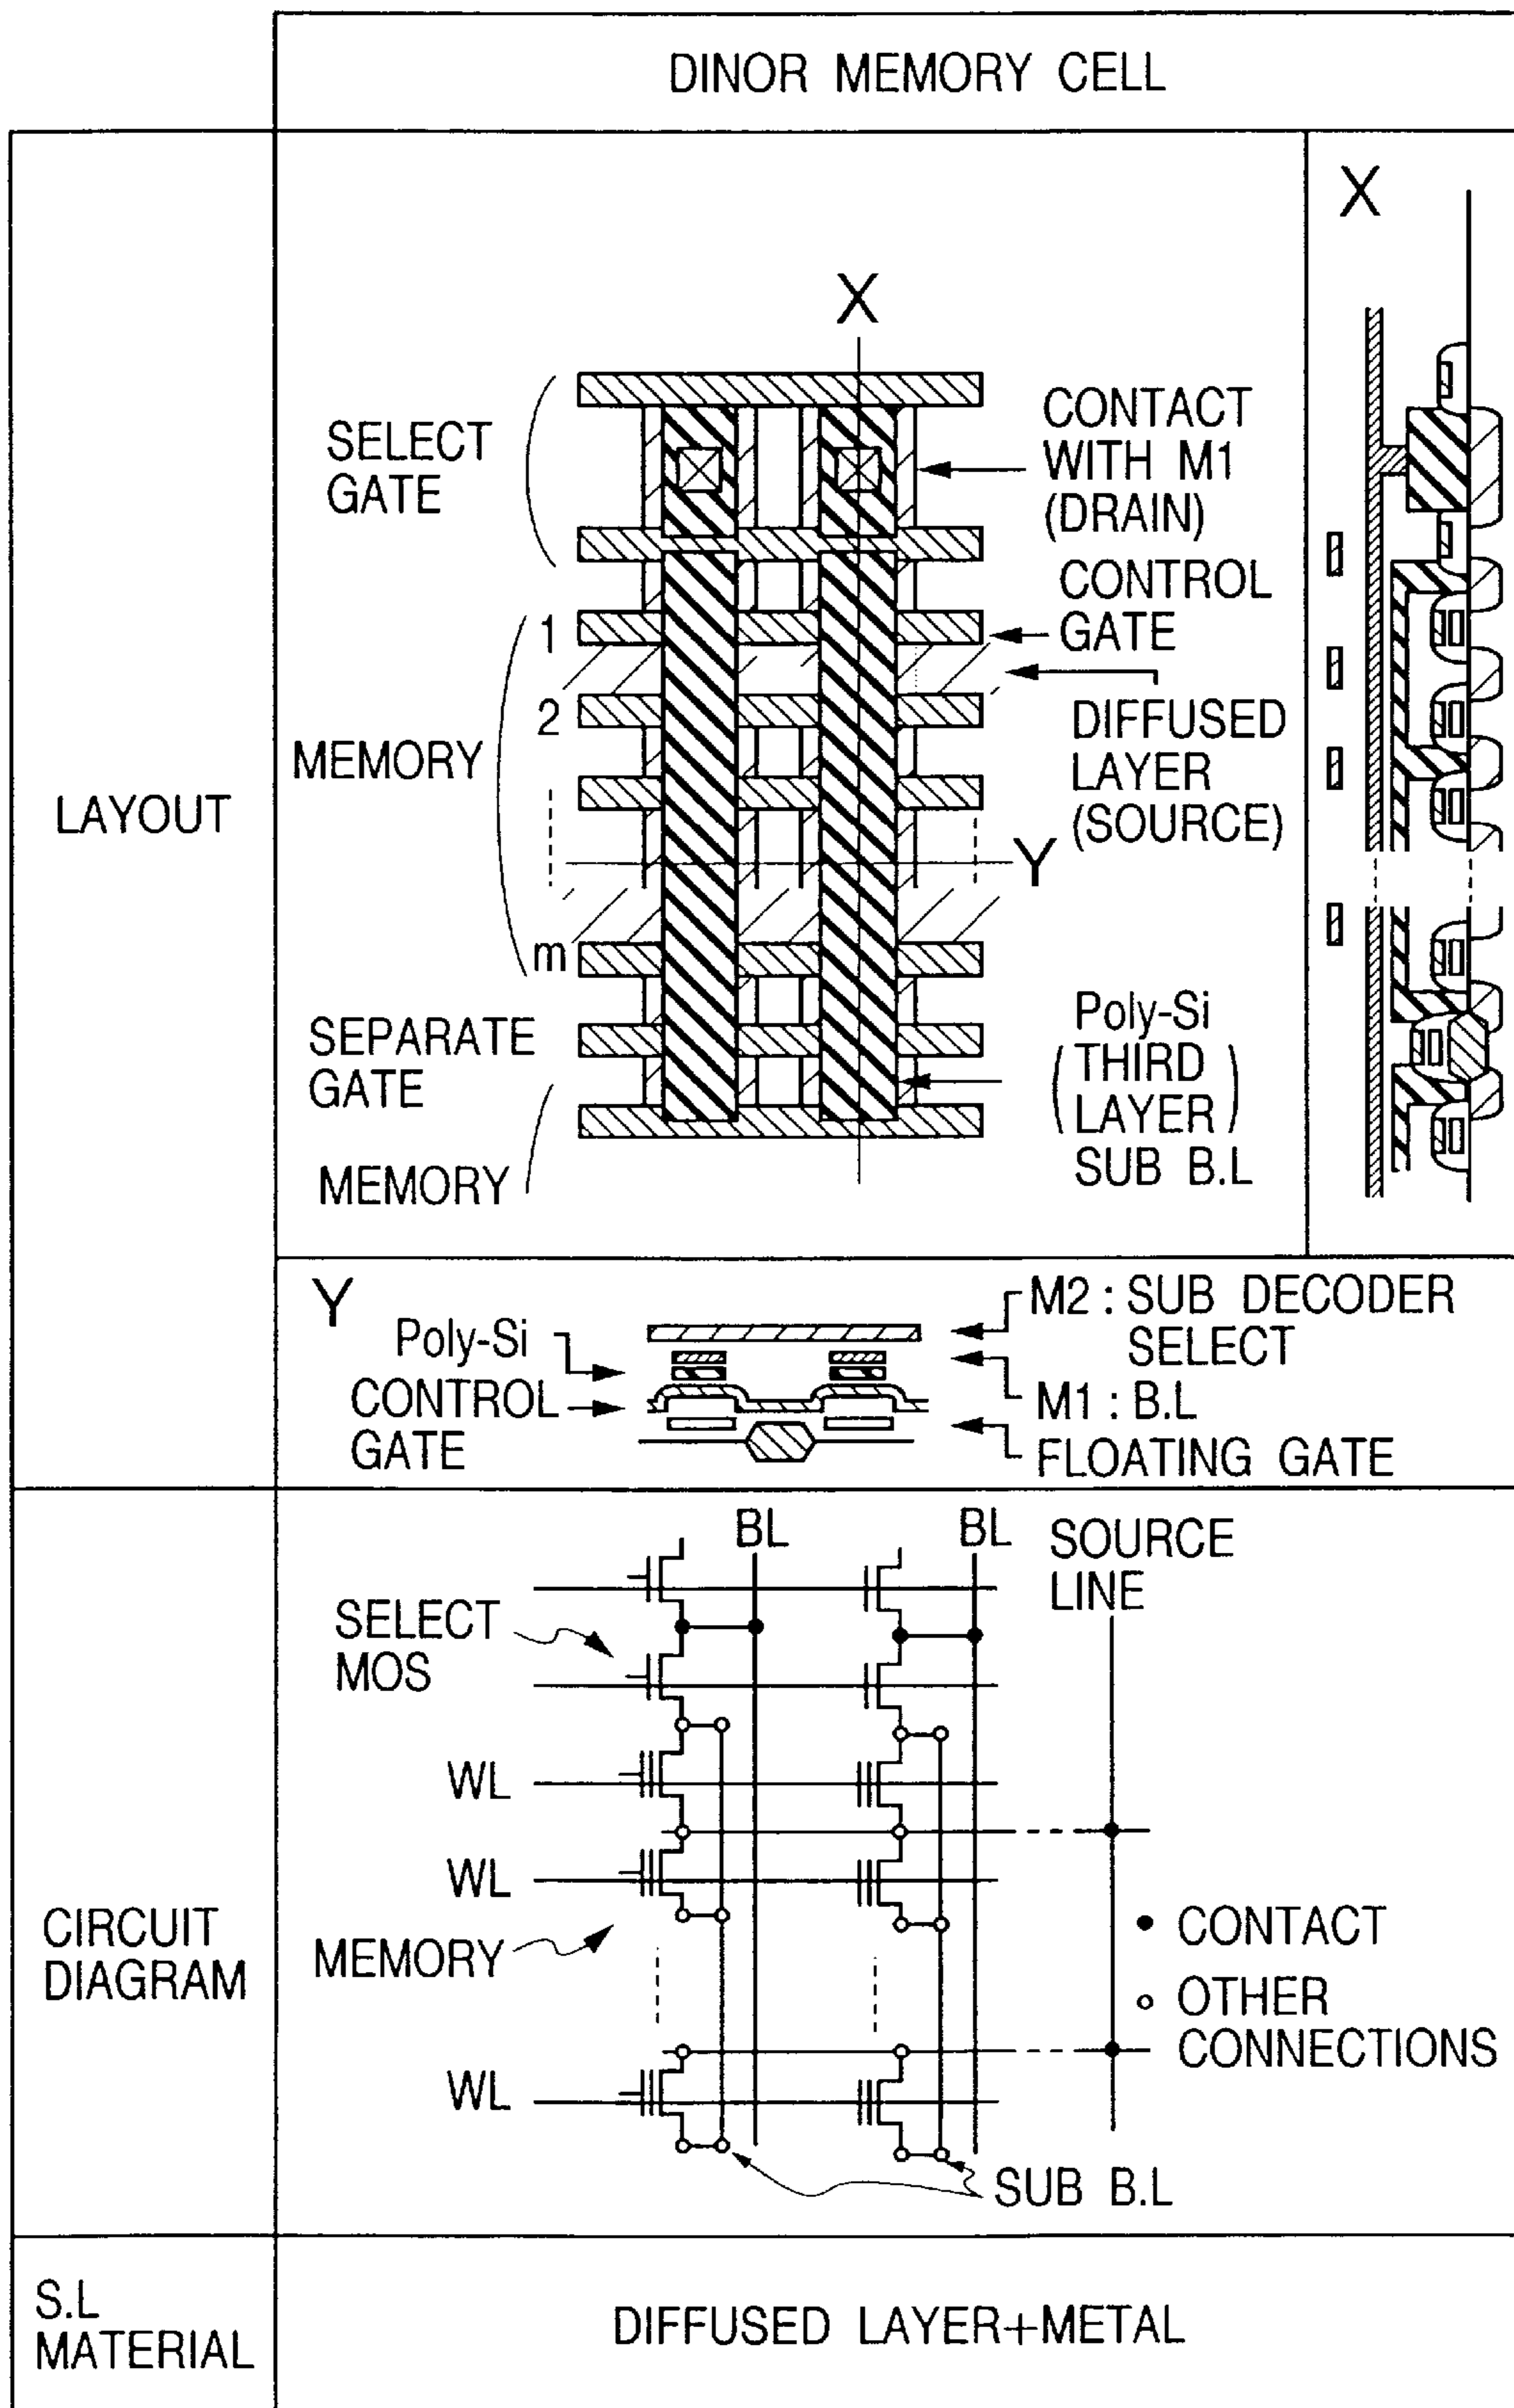 DINOR MEMORY CELL
LAYOUT
X
X
SELECT
GATE
CONTACT
WITH M1
(DRAIN)
CONTROL
GATE
1
2
m
MEMORY
DIFFUSED
LAYER
(SOURCE)
Y
SEPARATE
GATE
MEMORY
Poly-Si
(THIRD
LAYER)
SUB B.L
Y
Poly-Si
CONTROL
GATE
M2 : SUB DECODER
SELECT
M1 : B.L
FLOATING GATE
CIRCUIT
DIAGRAM
BL
BL
SOURCE
LINE
SELECT
MOS
WL
WL
MEMORY
WL
CONTACT
OTHER
CONNECTIONS
SUB B.L
S.L
MATERIAL
DIFFUSED LAYER+METAL